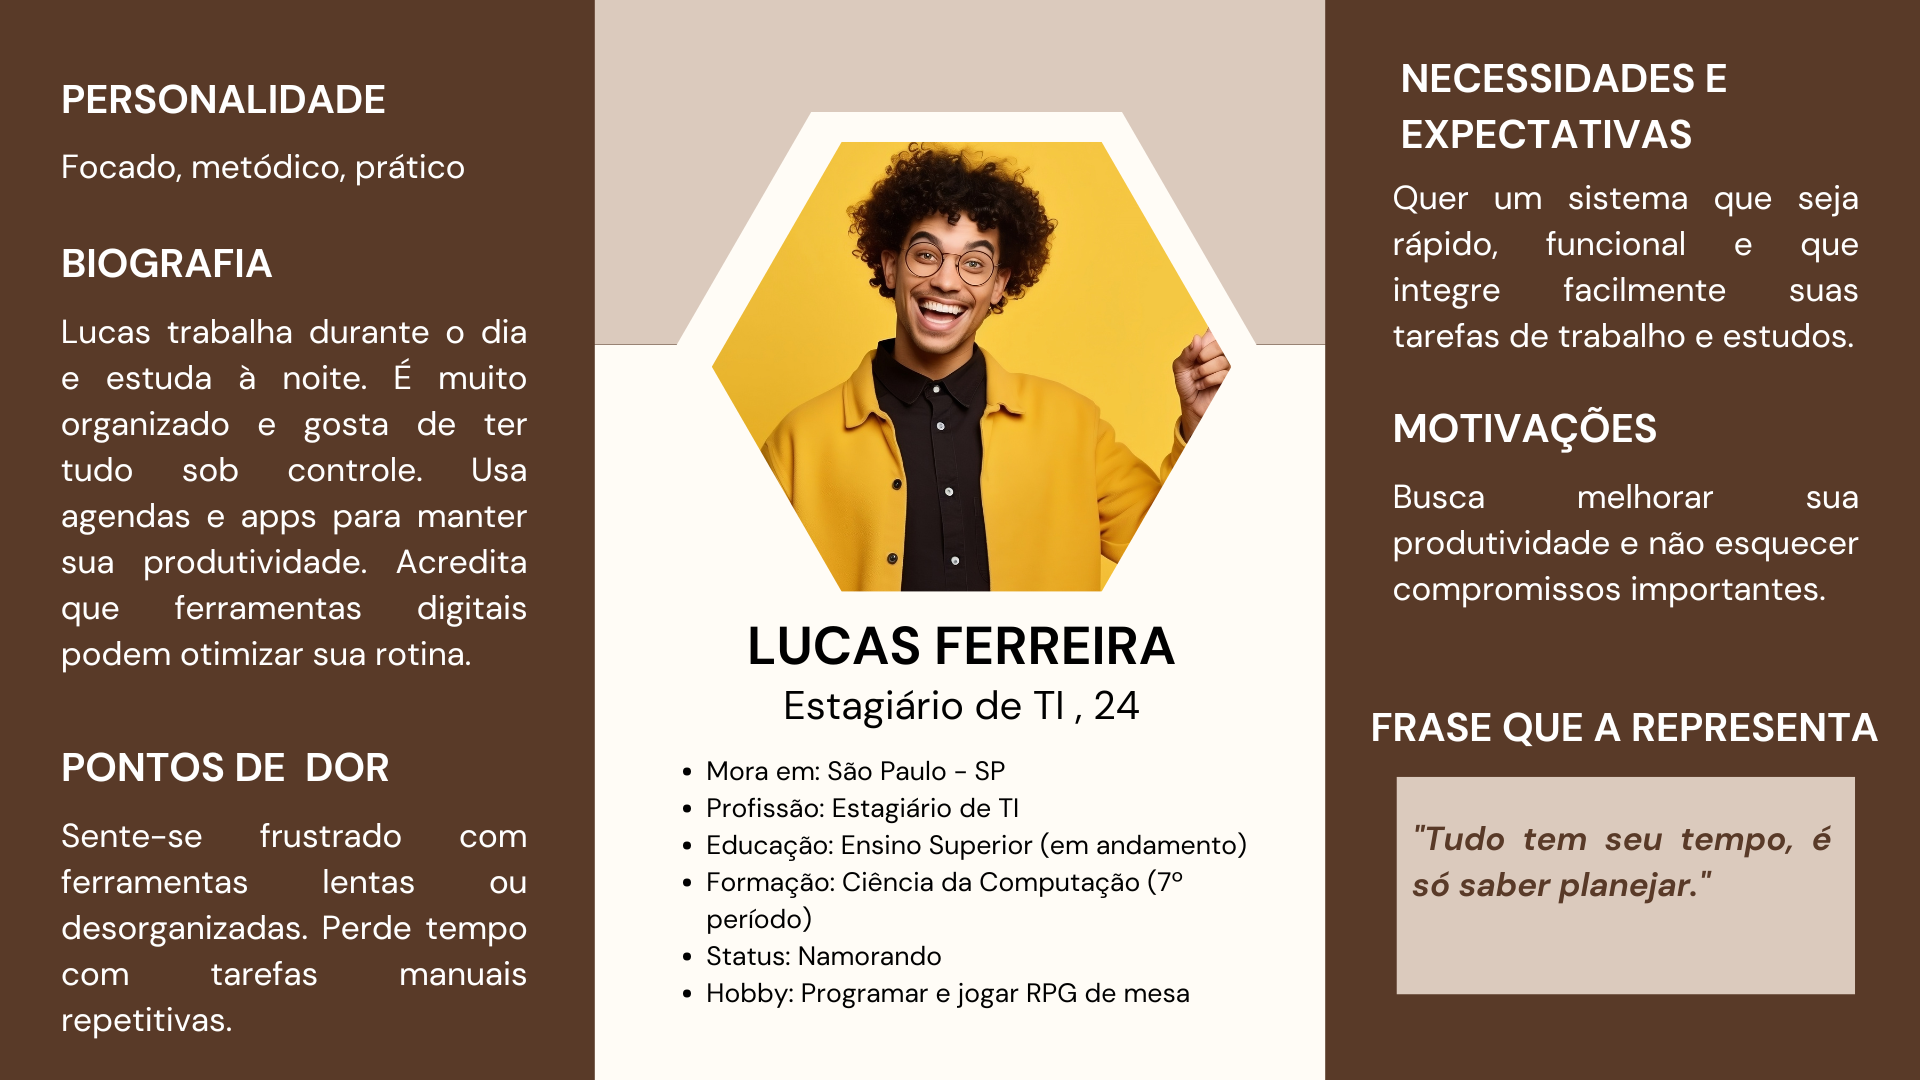 PERSONALIDADE
Focado, metódico, prático
BIOGRAFIA
Lucas trabalha durante o dia
e estuda à noite. É muito
organizado e gosta de ter
tudo sob controle. Usa
agendas e apps para manter
sua produtividade. Acredita
que ferramentas digitais
podem otimizar sua rotina.
PONTOS DE DOR
Sente-se frustrado com
ferramentas lentas ou
desorganizadas. Perde tempo
com tarefas manuais
repetitivas.
LUCAS FERREIRA
Estagiário de TI , 24
• Mora em: São Paulo - SP
• Profissão: Estagiário de TI
• Educação: Ensino Superior (em andamento)
• Formação: Ciência da Computação (7º
período)
• Status: Namorando
• Hobby: Programar e jogar RPG de mesa
NECESSIDADES E
EXPECTATIVAS
Quer um sistema que seja
rápido, funcional e que
integre facilmente suas
tarefas de trabalho e estudos.
MOTIVAÇÕES
Busca melhorar sua
produtividade e não esquecer
compromissos importantes.
FRASE QUE A REPRESENTA
"Tudo tem seu tempo, é
só saber planejar."